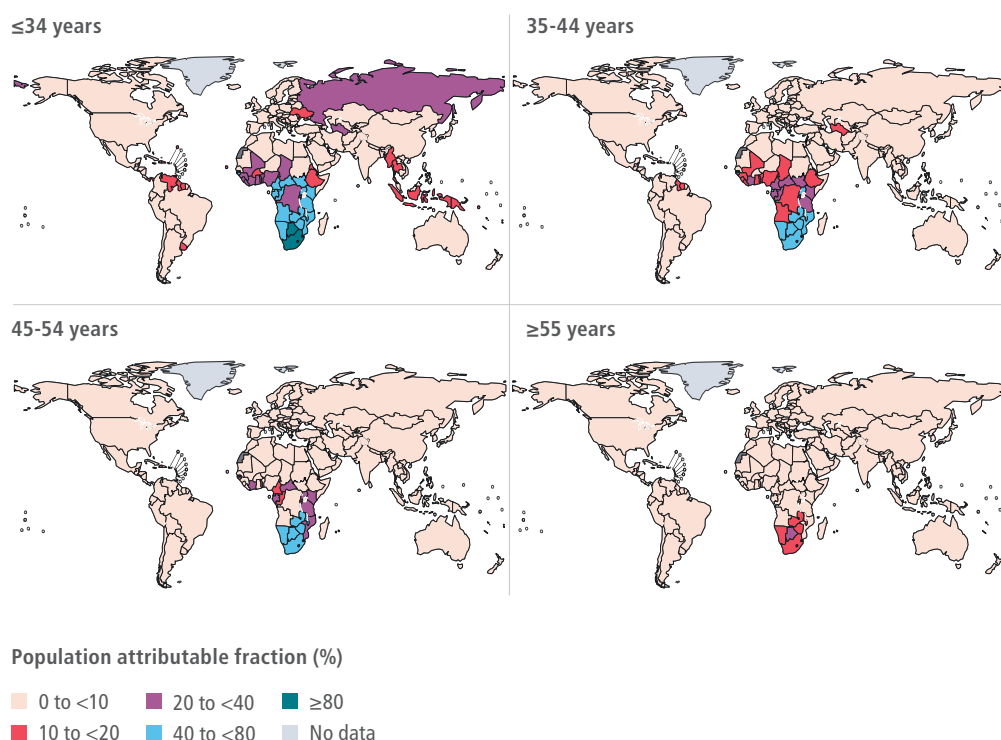 ≤34 years
35-44 years
45-54 years
≥55 years
Population attributable fraction (%)
0 to <10
20 to <40
≥80
10 to <20
40 to <80
No data